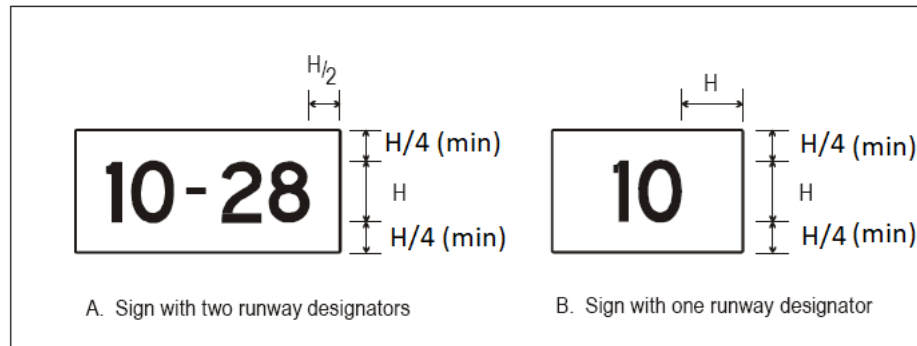 H/2
H
H/4 (min)
H/4 (min)
10 - 28
H
10
H
H/4 (min)
H/4 (min)
A. Sign with two runway designators
B. Sign with one runway designator